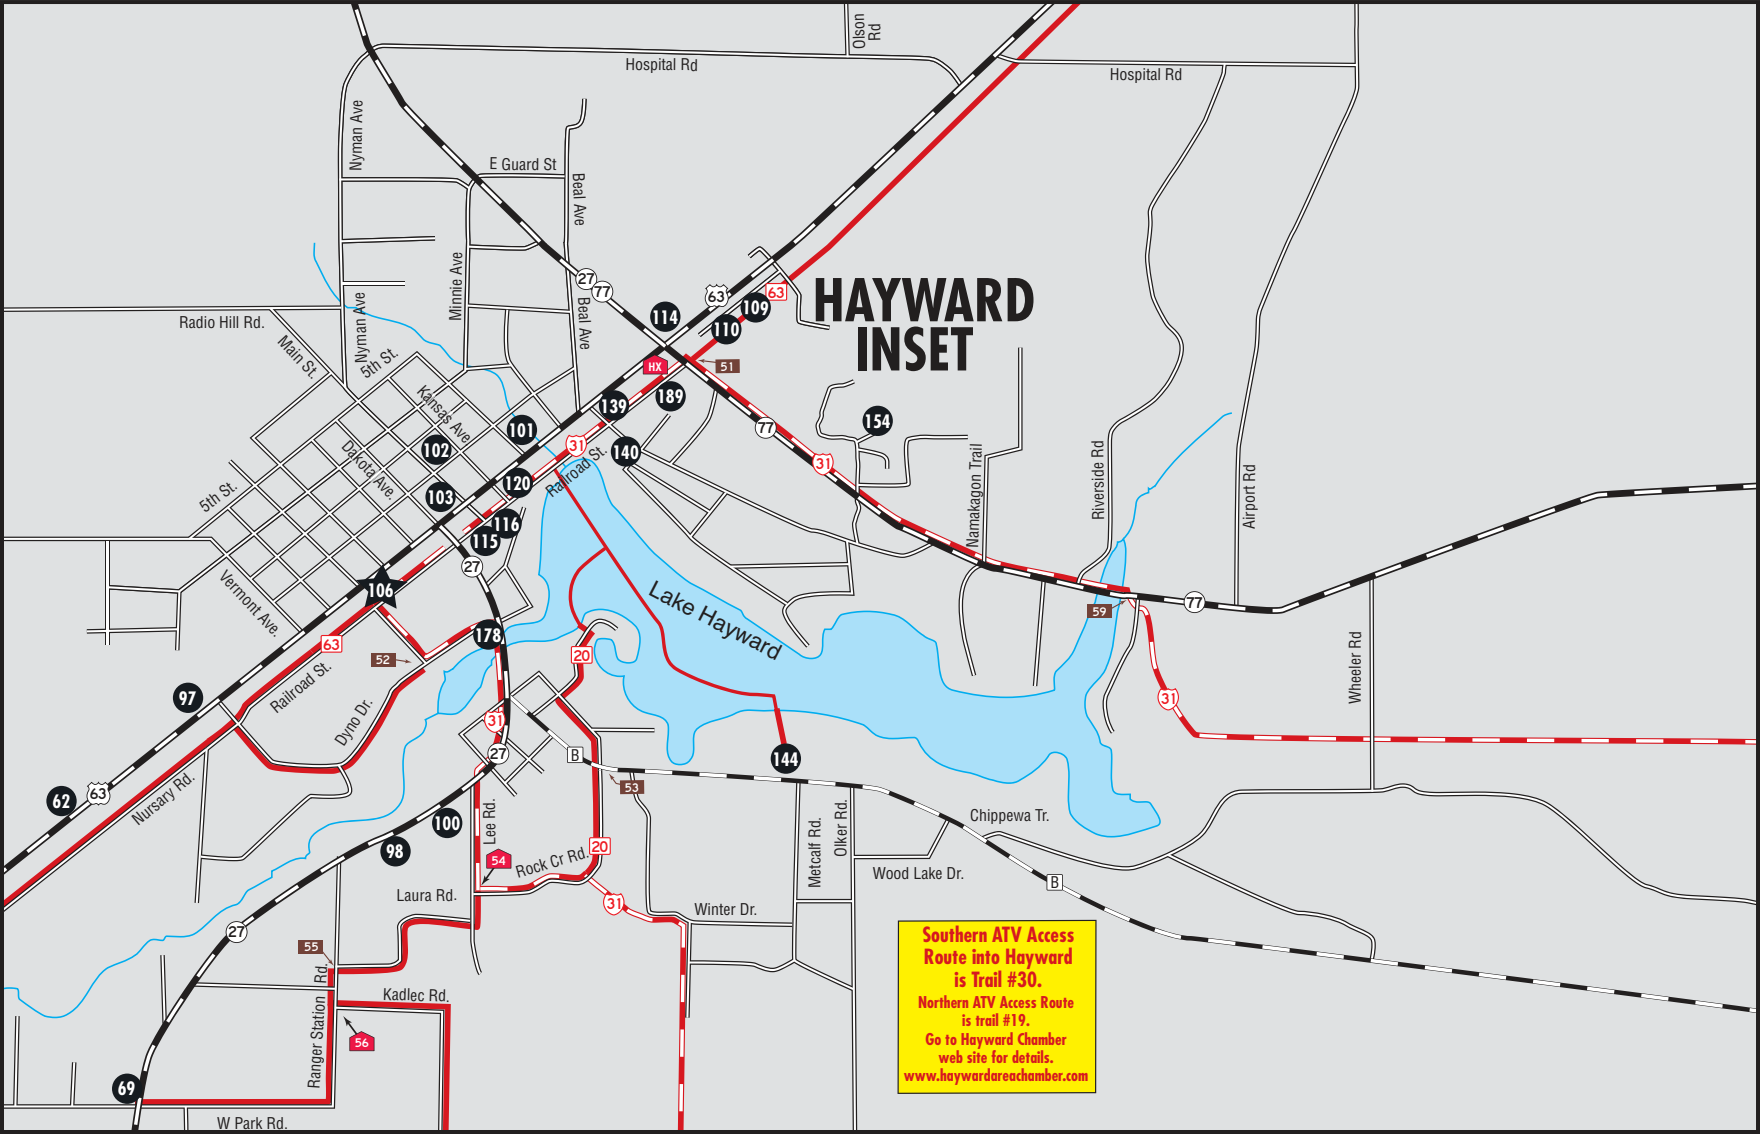 Olson
Rd
Hospital Rd
Hospital Rd
Nyman Ave
E Guard St
Beal Ave
Minnie Ave
27
77
63
63
HAYWARD
INSET
Radio Hill Rd.
Nyman Ave
Beal Ave
114
109
110
Main St.
5th St.
HX
51
Kansas Ave
139
189
101
102
31
140
77
154
Dakota Ave.
31
Namakagon Trail
Riverside Rd
Airport Rd
5th St.
103
120
Railroad St.
116
115
27
Vermont Ave.
106
Lake Hayward
59
77
178
63
52
20
Wheeler Rd
97
Railroad St.
Dyno Dr.
31
31
27
B
144
62
63
Nursary Rd.
53
100
Lee Rd.
98
54
Rock Cr Rd.
20
Metcalf Rd.
Olker Rd.
Chippewa Tr.
Wood Lake Dr.
B
Laura Rd.
31
Winter Dr.
27
55
Ranger Station Rd.
Kadlec Rd.
56
69
W Park Rd.
Southern ATV Access
Route into Hayward
is Trail #30.
Northern ATV Access Route
is trail #19.
Go to Hayward Chamber
web site for details.
www.haywardareachamber.com